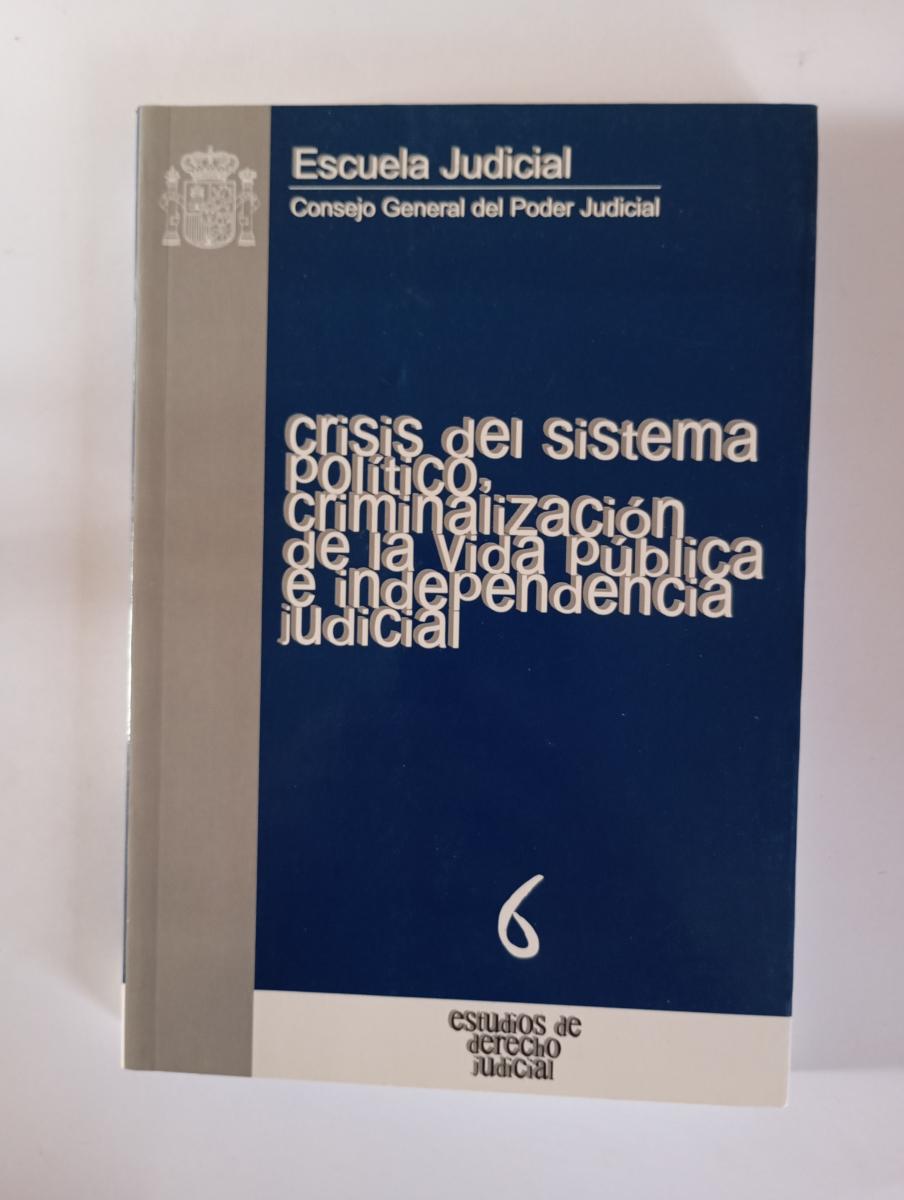 Escuela Judicial
Consejo General del Poder Judicial
crisis del sistema
político,
criminalización
de la vida pública
e independencia
judicial
6
estudios de
derecho
judicial